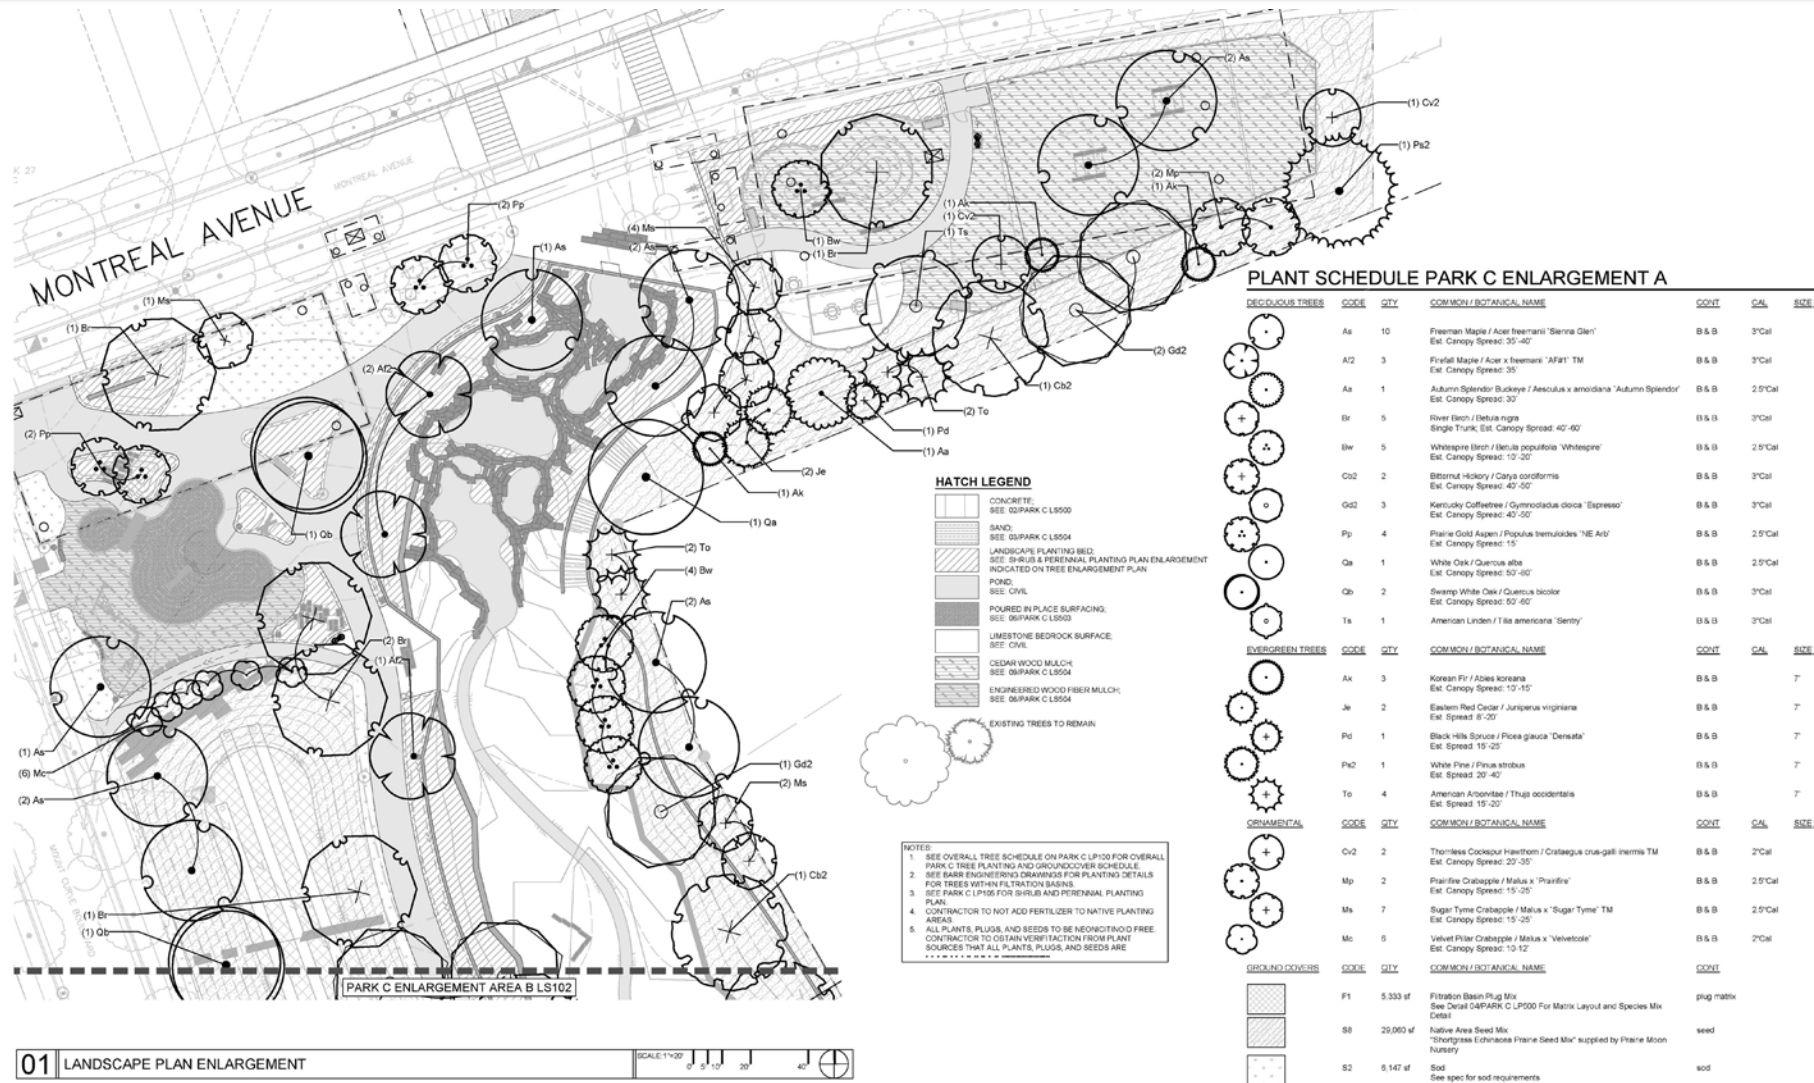 MONTREAL AVENUE
MONTREAL AVENUE
(2) As
(1) Cv2
(1) Ps2
(2) Mp
(1) Ak
(1) Ak
(1) Cv2
(1) Ts
(2) Pp
(4) Ms
(1) As
(2) As
(1) Bw
(1) Br
(1) Ms
(1) Br
(2) Gd2
(2) Af2
(1) Cb2
(2) To
(2) Pp
(1) Pd
(1) Aa
(2) Je
(1) Ak
(1) Qa
(1) Qb
(2) To
(4) Bw
(2) As
(2) Br
(1) Af2
(1) As
(6) Mc
(2) As
(1) Gd2
(2) Ms
(1) Cb2
(1) Br
(1) Qb
PARK C ENLARGEMENT AREA B LS102
01 LANDSCAPE PLAN ENLARGEMENT
SCALE:1"=20'
0' 5' 10' 20' 40'
HATCH LEGEND
CONCRETE;
SEE: 02/PARK C LS500
SAND;
SEE: 03/PARK C LS504
LANDSCAPE PLANTING BED;
SEE: SHRUB & PERENNIAL PLANTING PLAN ENLARGEMENT
INDICATED ON TREE ENLARGEMENT PLAN
POND;
SEE: CIVIL
POURED IN PLACE SURFACING;
SEE: 06/PARK C LS503
LIMESTONE BEDROCK SURFACE;
SEE: CIVIL
CEDAR WOOD MULCH;
SEE: 09/PARK C LS504
ENGINEERED WOOD FIBER MULCH;
SEE: 08/PARK C LS504
EXISTING TREES TO REMAIN
NOTES:
1. SEE OVERALL TREE SCHEDULE ON PARK C LP100 FOR OVERALL
PARK C TREE PLANTING AND GROUNDCOVER SCHEDULE.
2. SEE BARR ENGINEERING DRAWINGS FOR PLANTING DETAILS
FOR TREES WITHIN FILTRATION BASINS.
3. SEE PARK C LP105 FOR SHRUB AND PERENNIAL PLANTING
PLAN.
4. CONTRACTOR TO NOT ADD FERTILIZER TO NATIVE PLANTING
AREAS.
5. ALL PLANTS, PLUGS, AND SEEDS TO BE NEONICITINOID FREE.
CONTRACTOR TO OBTAIN VERIFITACTION FROM PLANT
SOURCES THAT ALL PLANTS, PLUGS, AND SEEDS ARE
PLANT SCHEDULE PARK C ENLARGEMENT A
DECIDUOUS TREES CODE QTY COMMON / BOTANICAL NAME CONT CAL SIZE
As 10 Freeman Maple / Acer freemanii `Sienna Glen` B & B 3"Cal
Est. Canopy Spread: 35'-40'
Af2 3 Firefall Maple / Acer x freemanii `AF#1` TM B & B 3"Cal
Est. Canopy Spread: 35'
Aa 1 Autumn Splendor Buckeye / Aesculus x arnoldiana `Autumn Splendor` B & B 2.5"Cal
Est. Canopy Spread: 30'
Br 5 River Birch / Betula nigra B & B 3"Cal
Single Trunk; Est. Canopy Spread: 40'-60'
Bw 5 Whitespire Birch / Betula populifolia `Whitespire` B & B 2.5"Cal
Est. Canopy Spread: 10'-20'
Cb2 2 Bitternut Hickory / Carya cordiformis B & B 3"Cal
Est. Canopy Spread: 40'-50'
Gd2 3 Kentucky Coffeetree / Gymnocladus dioica `Espresso` B & B 3"Cal
Est. Canopy Spread: 40'-50'
Pp 4 Prairie Gold Aspen / Populus tremuloides `NE Arb` B & B 2.5"Cal
Est. Canopy Spread: 15'
Qa 1 White Oak / Quercus alba B & B 2.5"Cal
Est. Canopy Spread: 50'-80'
Qb 2 Swamp White Oak / Quercus bicolor B & B 3"Cal
Est. Canopy Spread: 50'-60'
Ts 1 American Linden / Tilia americana `Sentry` B & B 3"Cal
EVERGREEN TREES CODE QTY COMMON / BOTANICAL NAME CONT CAL SIZE
Ak 3 Korean Fir / Abies koreana B & B 7'
Est. Canopy Spread: 10'-15'
Je 2 Eastern Red Cedar / Juniperus virginiana B & B 7'
Est. Spread: 8'-20'
Pd 1 Black Hills Spruce / Picea glauca `Densata` B & B 7'
Est. Spread: 15'-25'
Ps2 1 White Pine / Pinus strobus B & B 7'
Est. Spread: 20'-40'
To 4 American Arborvitae / Thuja occidentalis B & B 7'
Est. Spread: 15'-20'
ORNAMENTAL CODE QTY COMMON / BOTANICAL NAME CONT CAL SIZE
Cv2 2 Thornless Cockspur Hawthorn / Crataegus crus-galli inermis TM B & B 2"Cal
Est. Canopy Spread: 20'-35'
Mp 2 Prairifire Crabapple / Malus x `Prairifire` B & B 2.5"Cal
Est. Canopy Spread: 15'-25'
Ms 7 Sugar Tyme Crabapple / Malus x `Sugar Tyme` TM B & B 2.5"Cal
Est. Canopy Spread: 15'-25'
Mc 6 Velvet Pillar Crabapple / Malus x `Velvetcole` B & B 2"Cal
Est. Canopy Spread: 10-12'
GROUND COVERS CODE QTY COMMON / BOTANICAL NAME CONT
F1 5,333 sf Filtration Basin Plug Mix plug matrix
See Detail 04/PARK C LP500 For Matrix Layout and Species Mix
Detail
S8 29,060 sf Native Area Seed Mix seed
"Shortgrass Echinacea Prairie Seed Mix" supplied by Prairie Moon
Nursery
S2 6,147 sf Sod sod
See spec for sod requirements